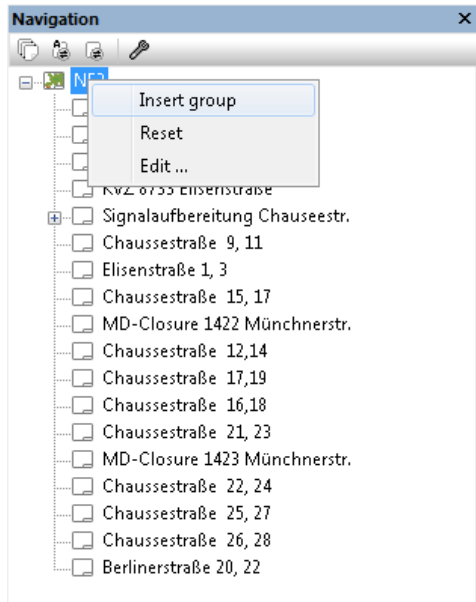 Navigation
Insert group
Reset
Edit ...
KVZ 8733 Elisenstraße
Signalaufbereitung Chauseestr.
Chaussestraße 9, 11
Elisenstraße 1, 3
Chaussestraße 15, 17
MD-Closure 1422 Münchnerstr.
Chaussestraße 12,14
Chaussestraße 17,19
Chaussestraße 16,18
Chaussestraße 21, 23
MD-Closure 1423 Münchnerstr.
Chaussestraße 22, 24
Chaussestraße 25, 27
Chaussestraße 26, 28
Berlinerstraße 20, 22